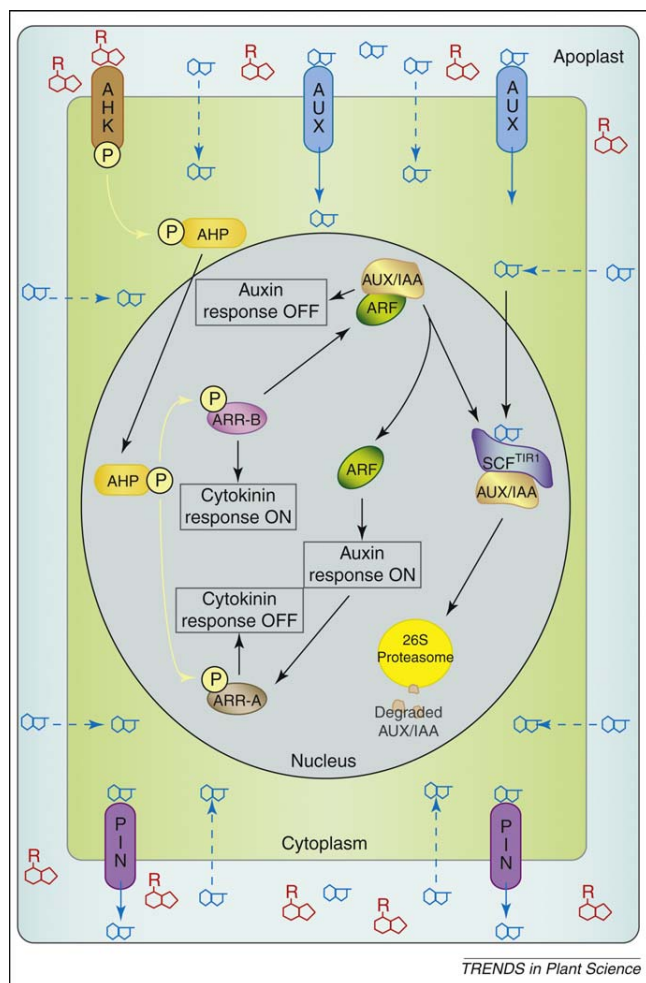 R
R
R
R
Apoplast
AHK
AUX
AUX
R
P
P
AHP
AUX/IAA
Auxin
response OFF
ARF
P
ARR-B
SCFTIR1
AHP
P
ARF
AUX/IAA
Cytokinin
response ON
Auxin
response ON
Cytokinin
response OFF
26S
Proteasome
P
ARR-A
Degraded
AUX/IAA
Nucleus
PIN
PIN
Cytoplasm
R
R
R
R
R
TRENDS in Plant Science